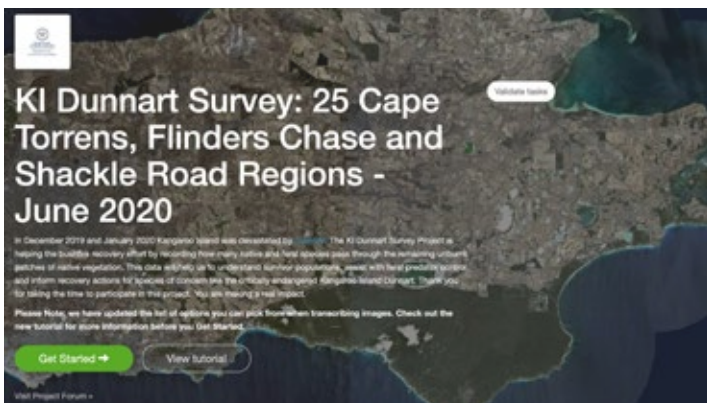 Validate tasks
KI Dunnart Survey: 25 Cape
Torrens, Flinders Chase and
Shackle Road Regions -
June 2020
In December 2019 and January 2020 Kangaroo Island was devastated by The KI Dunnart Survey Project is
helping the bushfire recovery effort by recording how many native and feral species pass through the remaining unburnt
patches of native vegetation. This data will help us to understand survivor populations, assist with feral predator control
and inform recovery actions for species of concern like the critically endangered Kangaroo Island Dunnart. Thank you
for taking the time to participate in this project. You are making a real impact.
Please Note, we have updated the list of options you can pick from when transcribing images. Check out the
new tutorial for more information before you Get Started.
Get Started ➔
View tutorial
Visit Project Forum »